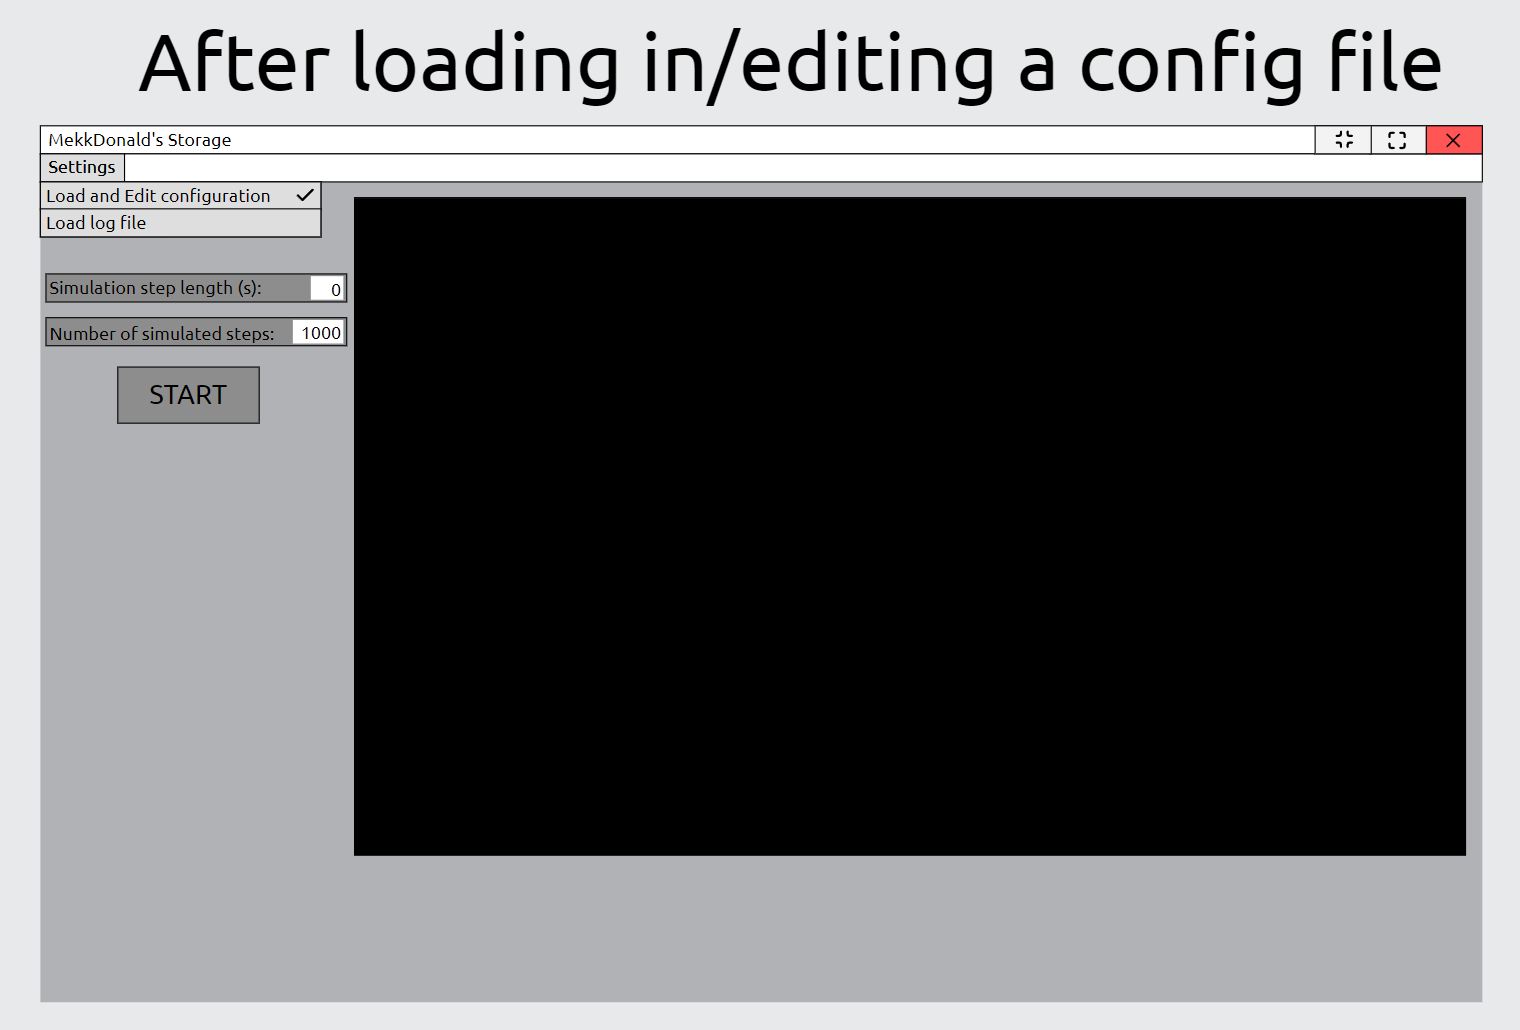 After loading in/editing a config file
MekkDonald's Storage
Settings
Load and Edit configuration
Load log file
Simulation step length (s): 0
Number of simulated steps: 1000
START